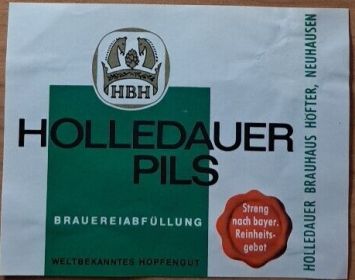 HBH
HOLLEDAUER
PILS
BRAUEREIABFÜLLUNG
WELTBEKANNTES HOPFENGUT
Streng
nach bayer.
Reinheits-
gebot
HOLLEDAUER BRAUHAUS HÖFTER, NEUHAUSEN